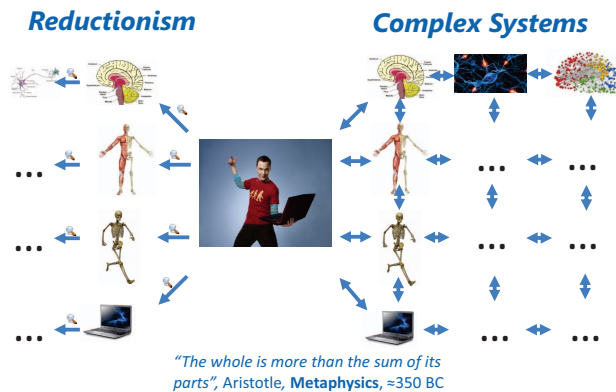 Reductionism
Complex Systems
...
...
...
...
...
...
...
...
...
“The whole is more than the sum of its
parts”, Aristotle, Metaphysics, ≈350 BC